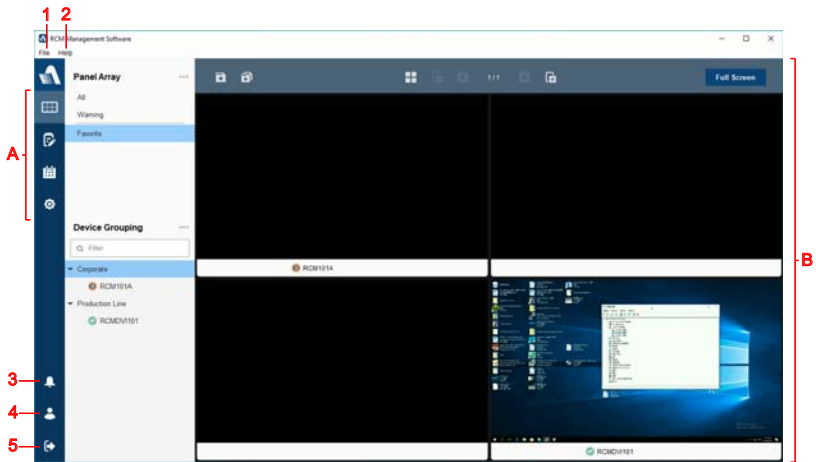 1 2
RCM Management Software
File Help
Panel Array
All
Warning
Favorite
1/1
Full Screen
A
B
Device Grouping
Filter
Corporate
RCM101A
Production Line
RCMDVI101
RCM101A
RCMDVI101
3
4
5